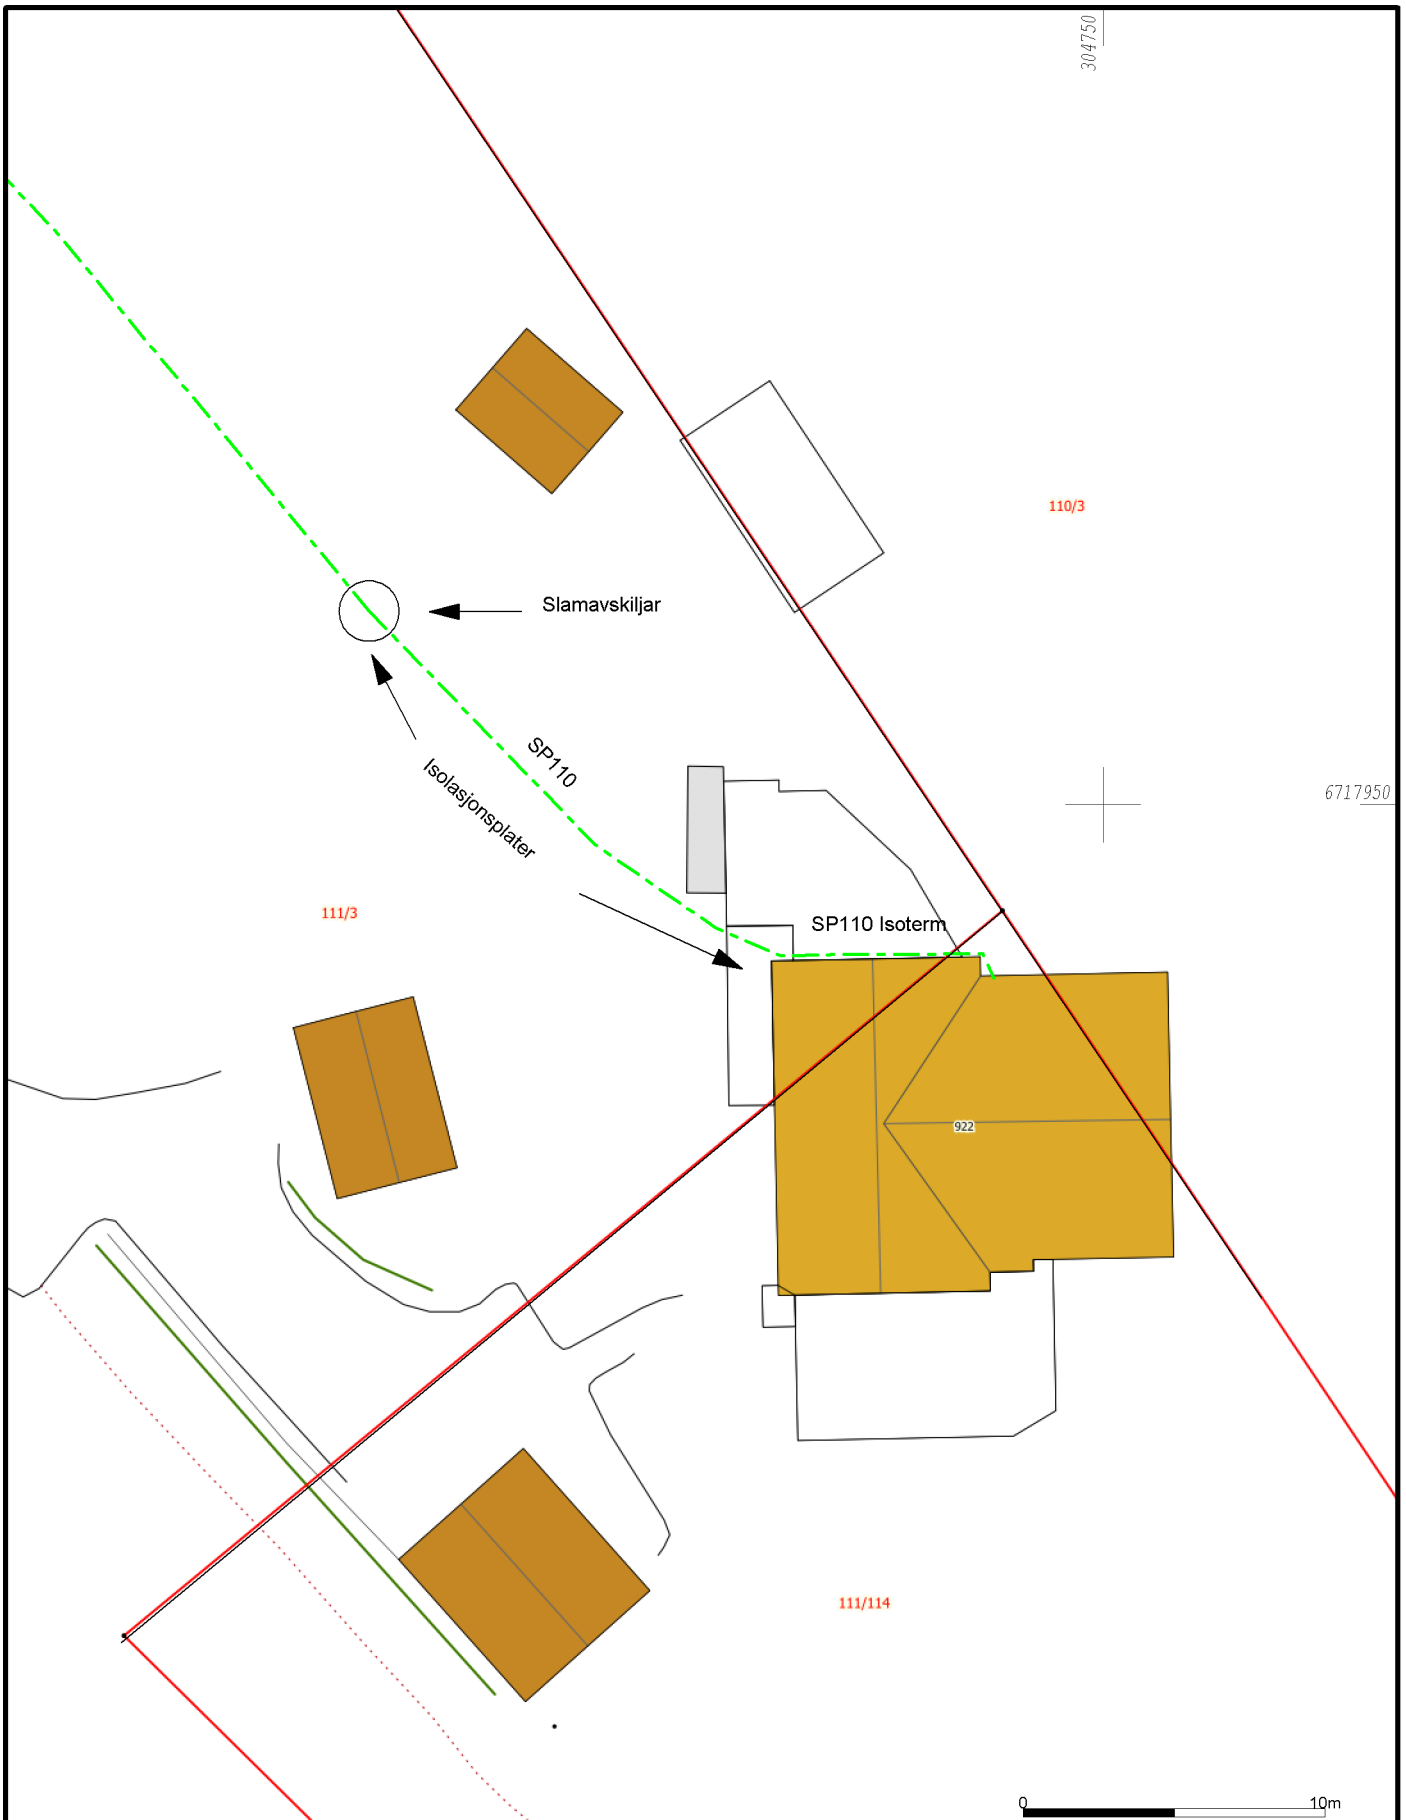 304750
110/3
Slamavskiljar
SP110
Isolasjonsplater
6717950
111/3
SP110 Isoterm
922
111/114
0
10m